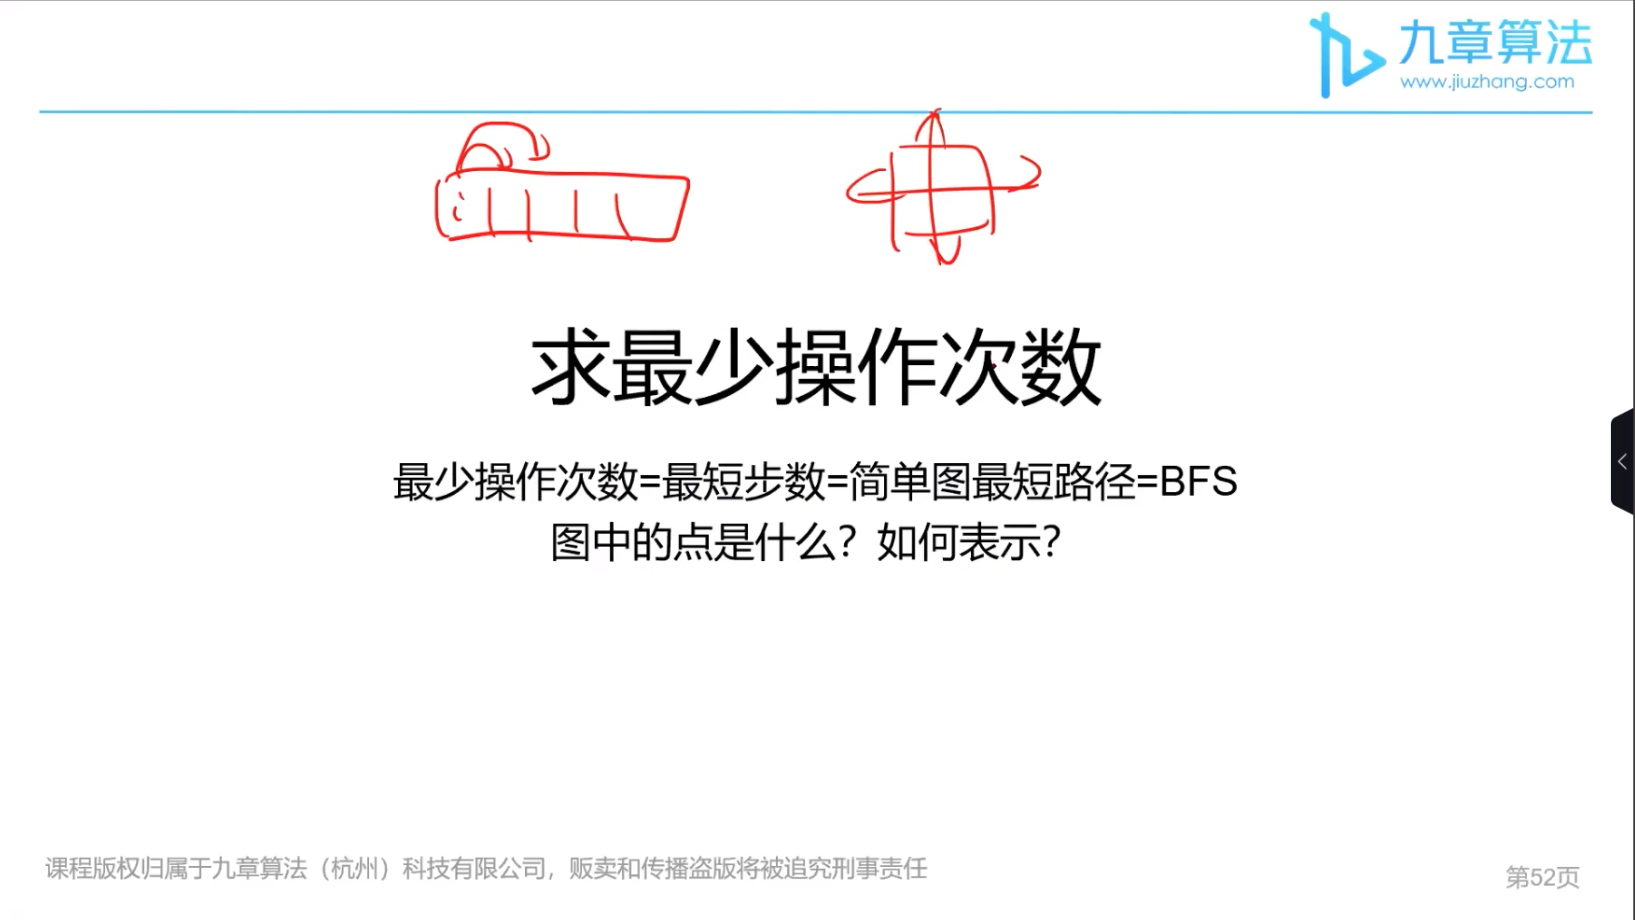 九章算法
www.jiuzhang.com
求最少操作次数
最少操作次数=最短步数=简单图最短路径=BFS
图中的点是什么？如何表示？
课程版权归属于九章算法（杭州）科技有限公司，贩卖和传播盗版将被追究刑事责任
第52页